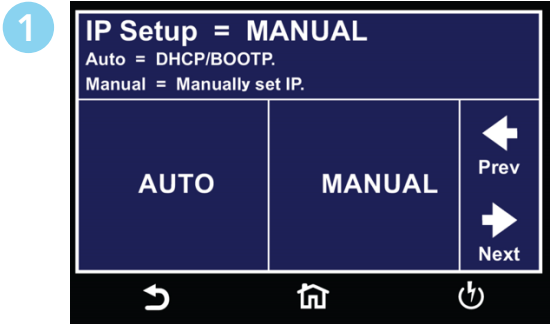 1
IP Setup = MANUAL
Auto = DHCP/BOOTP.
Manual = Manually set IP.
AUTO
MANUAL
Prev
Next